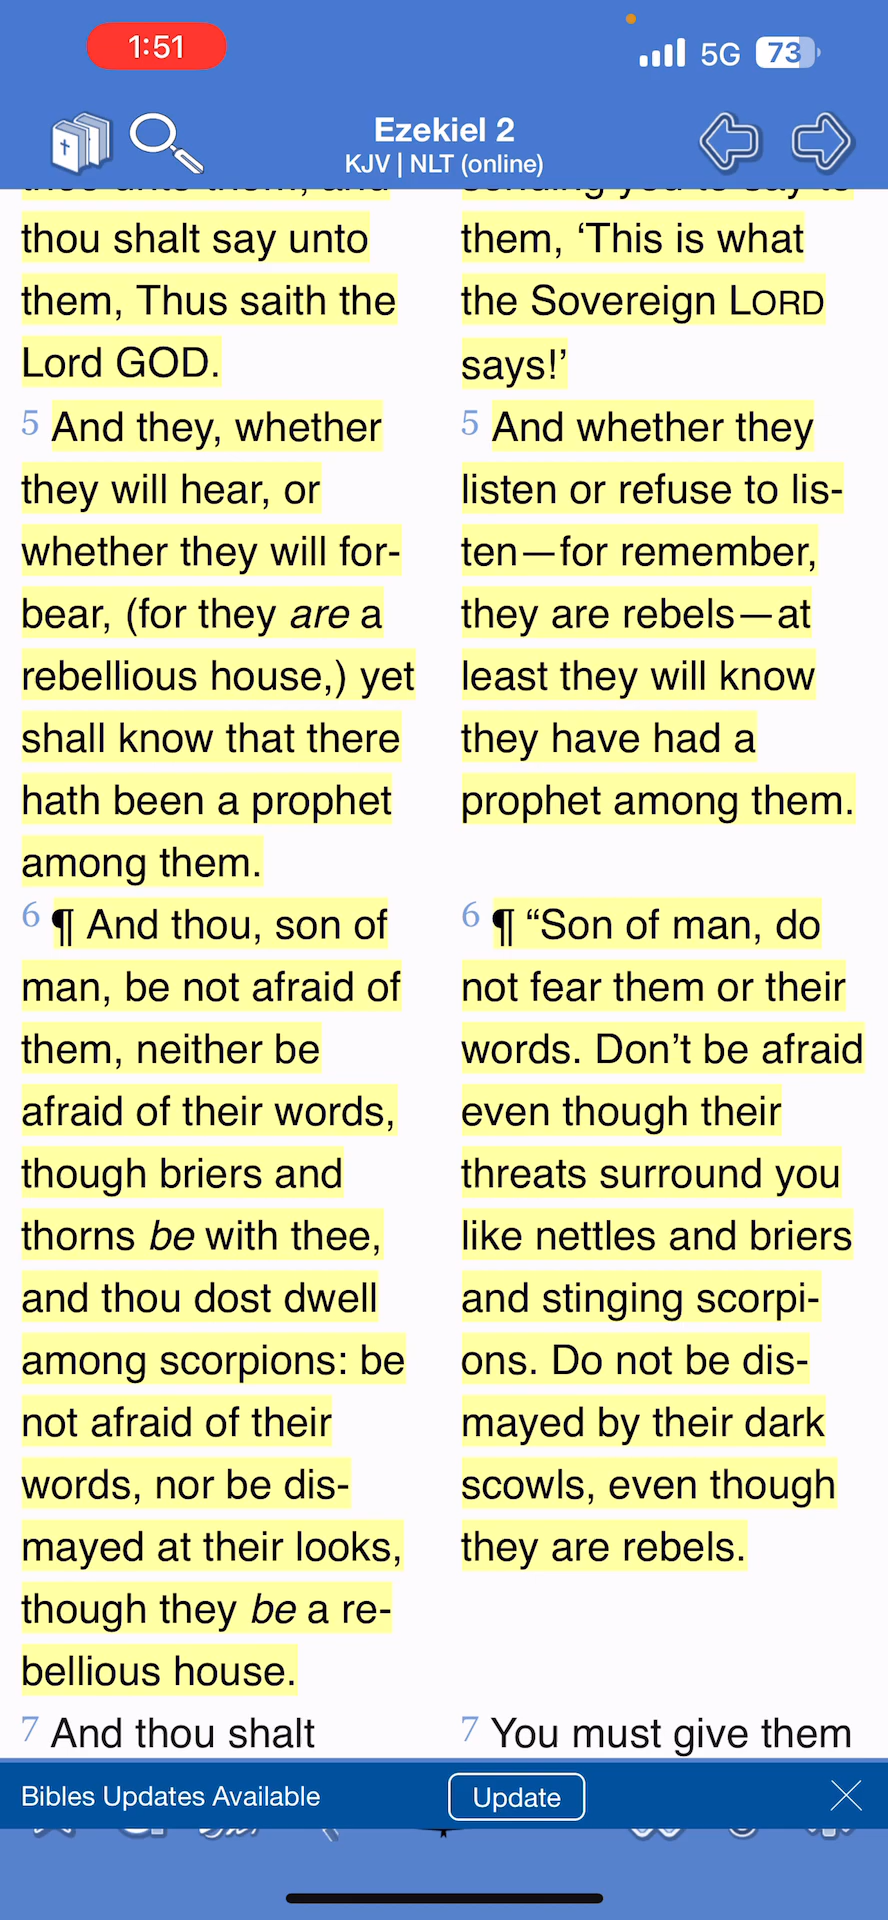 1:51
5G 73
Ezekiel 2
KJV | NLT (online)
thou shalt say unto
them, Thus saith the
Lord GOD.
5 And they, whether
they will hear, or
whether they will for-
bear, (for they are a
rebellious house,) yet
shall know that there
hath been a prophet
among them.
6 ¶ And thou, son of
man, be not afraid of
them, neither be
afraid of their words,
though briers and
thorns be with thee,
and thou dost dwell
among scorpions: be
not afraid of their
words, nor be dis-
mayed at their looks,
though they be a re-
bellious house.
7 And thou shalt
sending you to say to
them, ‘This is what
the Sovereign LORD
says!’
5 And whether they
listen or refuse to lis-
ten—for remember,
they are rebels—at
least they will know
they have had a
prophet among them.
6 ¶ “Son of man, do
not fear them or their
words. Don’t be afraid
even though their
threats surround you
like nettles and briers
and stinging scorpi-
ons. Do not be dis-
mayed by their dark
scowls, even though
they are rebels.
7 You must give them
Bibles Updates Available
Update